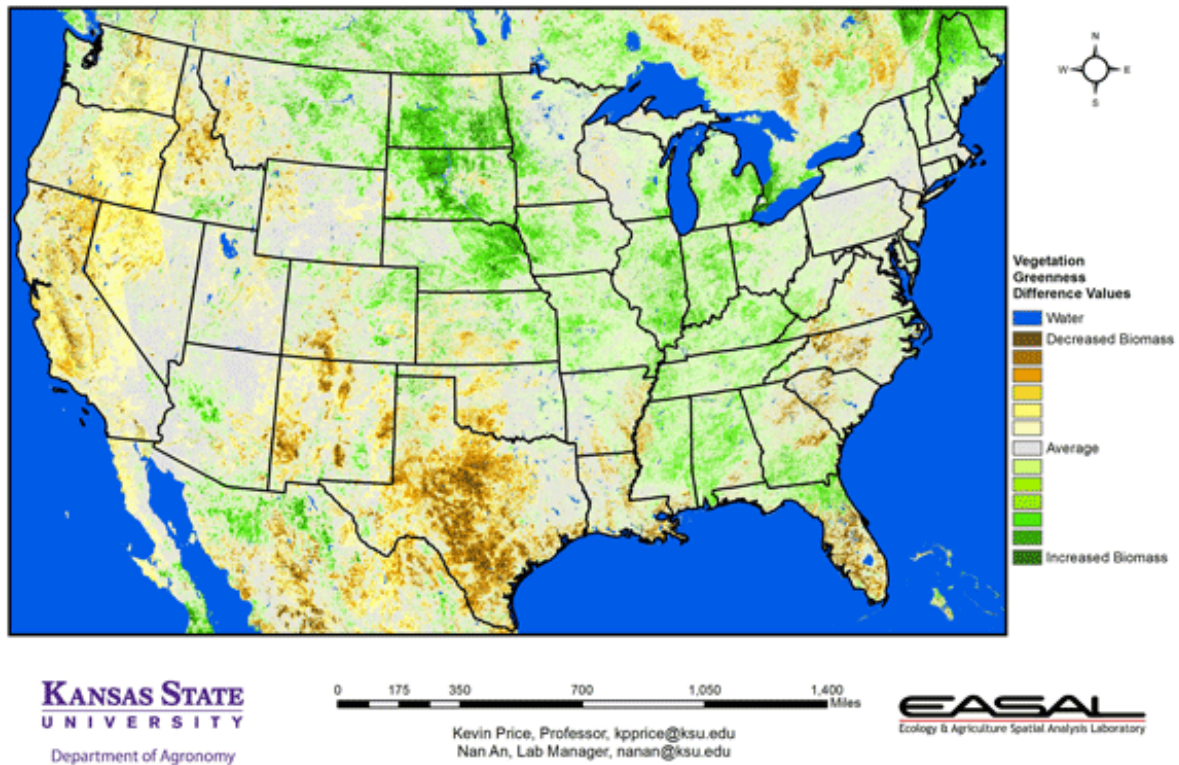 N
W
E
S
Vegetation
Greenness
Difference Values
Water
Decreased Biomass
Average
Increased Biomass
KANSAS STATE
UNIVERSITY
Department of Agronomy
0 175 350 700 1,050 1,400
Miles
Kevin Price, Professor, kpprice@ksu.edu
Nan An, Lab Manager, nanan@ksu.edu
EASAL
Ecology & Agriculture Spatial Analysis Laboratory